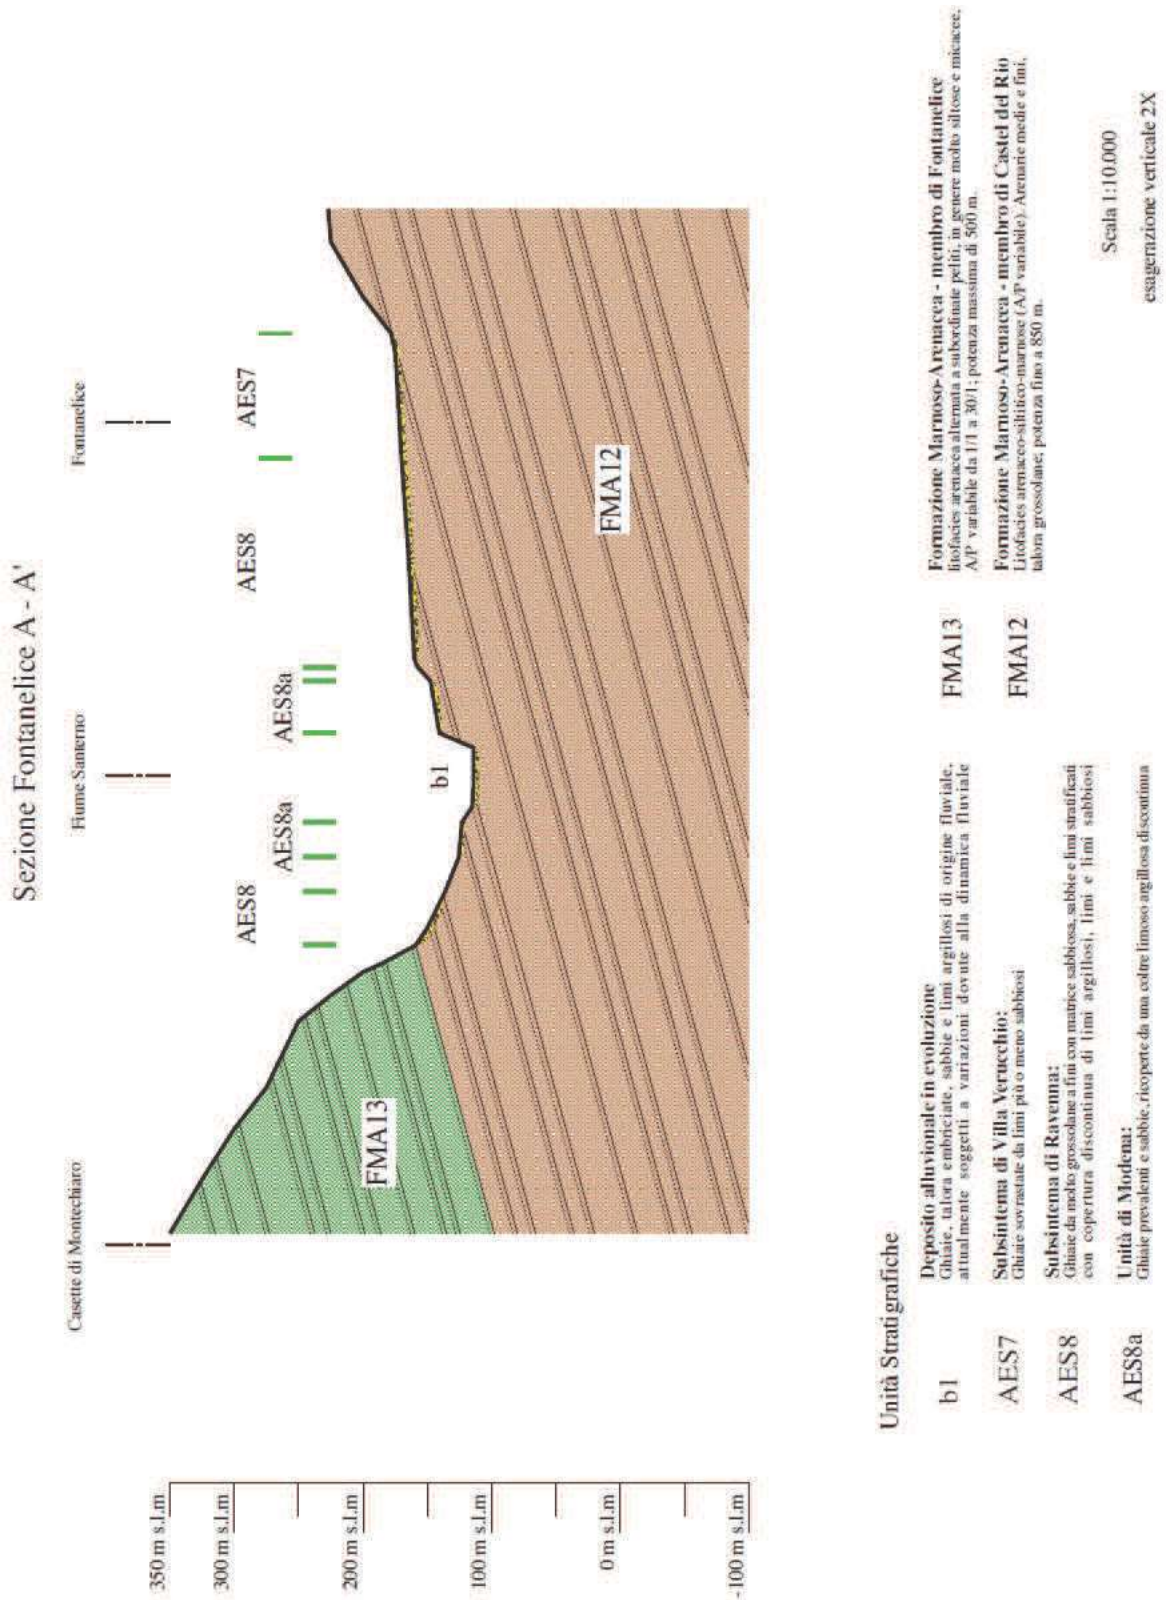 Sezione Fontanelice A - A'
Casette di Montechiaro
Fiume Santerno
Fontanelice
AES8
AES8a
AES8a
AES8
AES7
b1
FMA13
FMA12
350 m s.l.m
300 m s.l.m
200 m s.l.m
100 m s.l.m
0 m s.l.m
-100 m s.l.m
Unità Stratigrafiche
b1
Deposito alluvionale in evoluzione
Ghiaie, talora embriciate, sabbie e limi argillosi di origine fluviale,
attualmente soggetti a variazioni dovute alla dinamica fluviale
AES7
Subsintema di Villa Verucchio:
Ghiaie sovrastate da limi più o meno sabbiosi
AES8
Subsintema di Ravenna:
Ghiaie da molto grossolane a fini con matrice sabbiosa, sabbie e limi stratificati
con copertura discontinua di limi argillosi, limi e limi sabbiosi
AES8a
Unità di Modena:
Ghiaie prevalenti e sabbie, ricoperte da una coltre limoso argillosa discontinua
FMA13
Formazione Marnoso-Arenacea - membro di Fontanelice
litofacies arenacea alternata a subordinate peliti, in genere molto siltose e micacee,
A/P variabile da 1/1 a 30/1; potenza massima di 500 m.
FMA12
Formazione Marnoso-Arenacea - membro di Castel del Rio
Litofacies arenaceo-siltitico-marnose (A/P variabile). Arenarie medie e fini,
talora grossolane; potenza fino a 850 m.
Scala 1:10.000
esagerazione verticale 2X